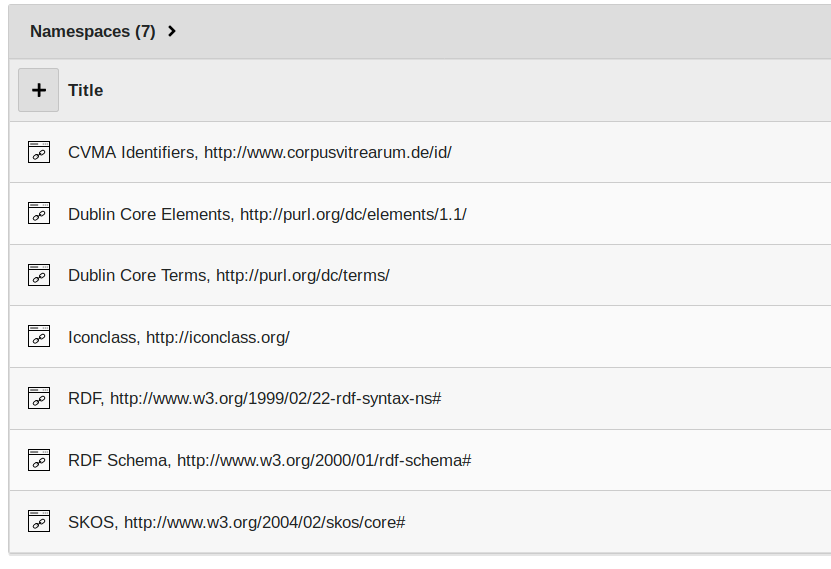 Namespaces (7)
Title
CVMA Identifiers, http://www.corpusvitrearum.de/id/
Dublin Core Elements, http://purl.org/dc/elements/1.1/
Dublin Core Terms, http://purl.org/dc/terms/
Iconclass, http://iconclass.org/
RDF, http://www.w3.org/1999/02/22-rdf-syntax-ns#
RDF Schema, http://www.w3.org/2000/01/rdf-schema#
SKOS, http://www.w3.org/2004/02/skos/core#